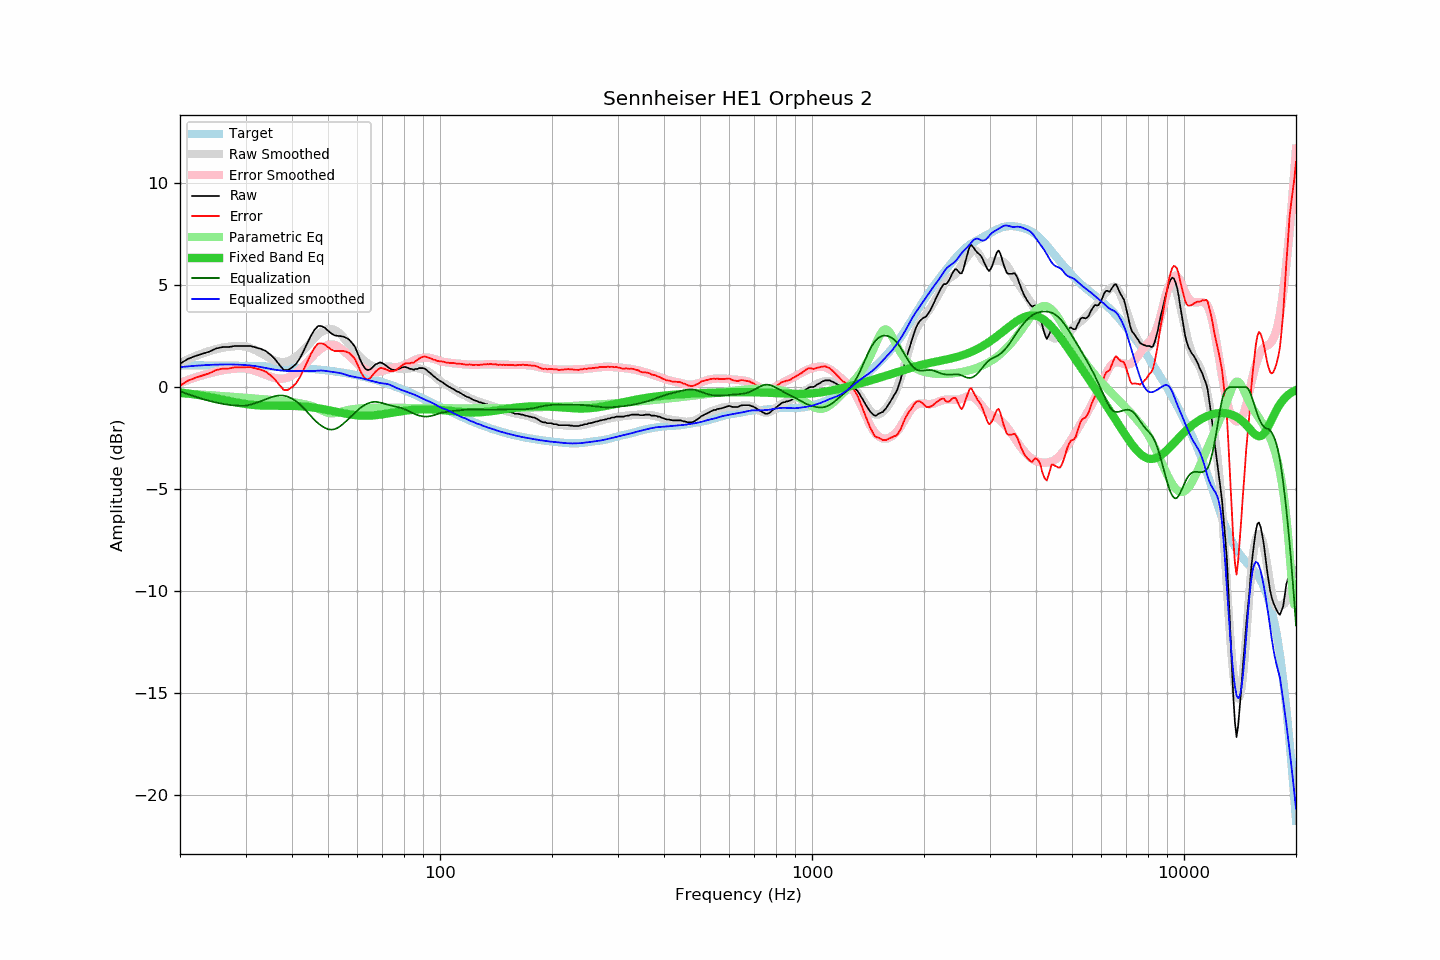 Sennheiser HE1 Orpheus 2
Target
Raw Smoothed
Error Smoothed
Raw
Error
Parametric Eq
Fixed Band Eq
Equalization
Equalized smoothed
10
5
0
−5
−10
−15
−20
Amplitude (dBr)
100
1000
10000
Frequency (Hz)